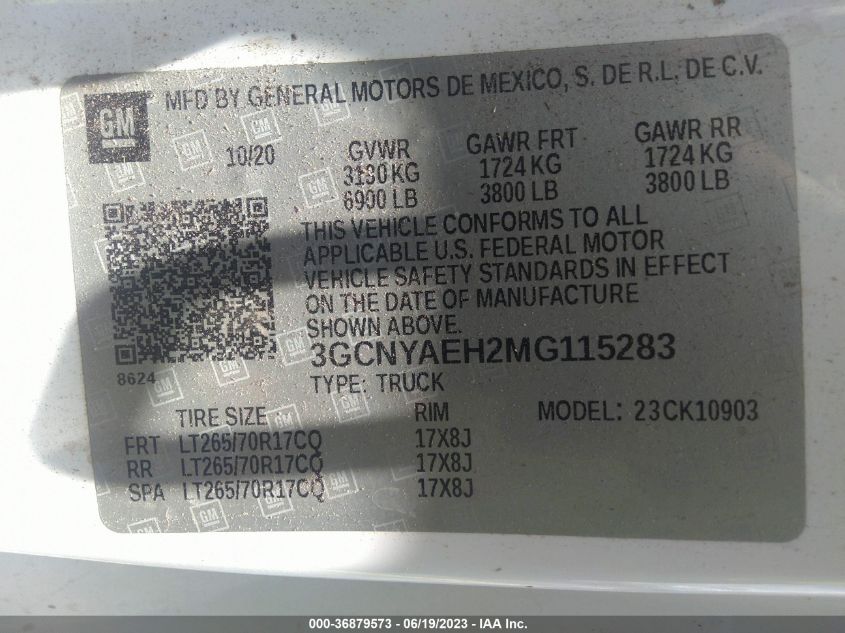 GM
MFD BY GENERAL MOTORS DE MEXICO, S. DE R.L. DE C.V.
10/20
GVWR GAWR FRT GAWR RR
3130 KG 1724 KG 1724 KG
6900 LB 3800 LB 3800 LB
THIS VEHICLE CONFORMS TO ALL
APPLICABLE U.S. FEDERAL MOTOR
VEHICLE SAFETY STANDARDS IN EFFECT
ON THE DATE OF MANUFACTURE
SHOWN ABOVE.
3GCNYAEH2MG115283
8624
TYPE: TRUCK
TIRE SIZE RIM MODEL: 23CK10903
FRT LT265/70R17CQ 17X8J
RR LT265/70R17CQ 17X8J
SPA LT265/70R17CQ 17X8J
000-36879573 - 06/19/2023 - IAA Inc.